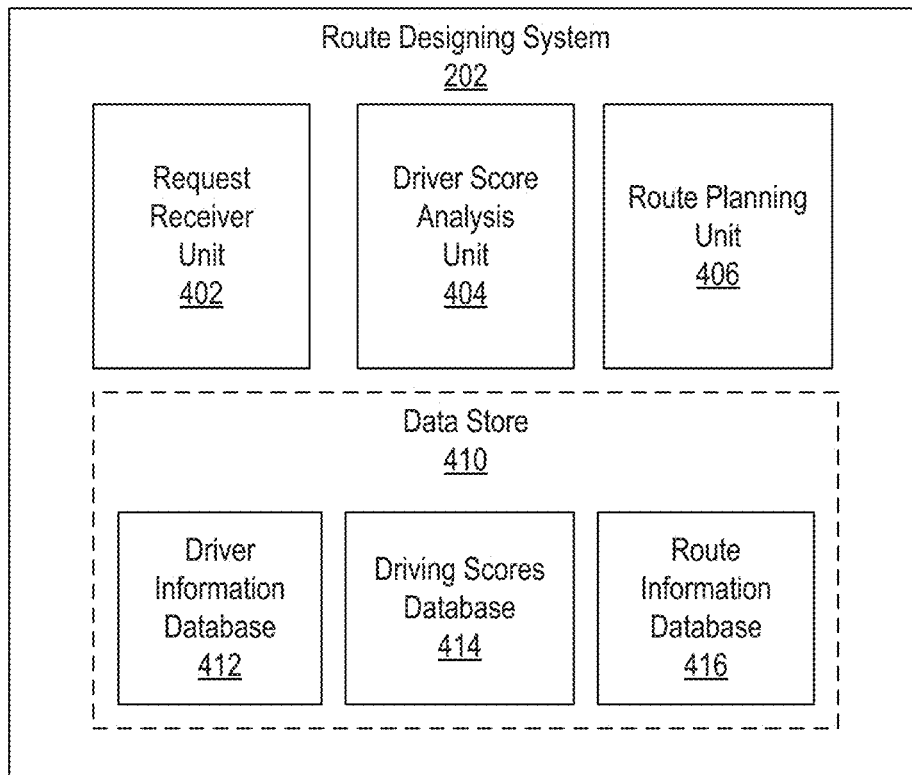 Route Designing System
202
Request
Receiver
Unit
402
Driver Score
Analysis
Unit
404
Route Planning
Unit
406
Data Store
410
Driver
Information
Database
412
Driving Scores
Database
414
Route
Information
Database
416